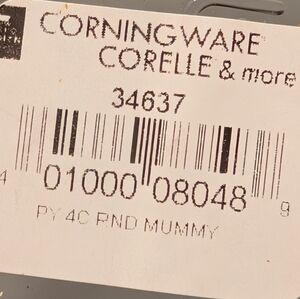 CORNINGWARE
CORELLE & more
34637
4 01000 08048 9
PY 4C RND MUMMY